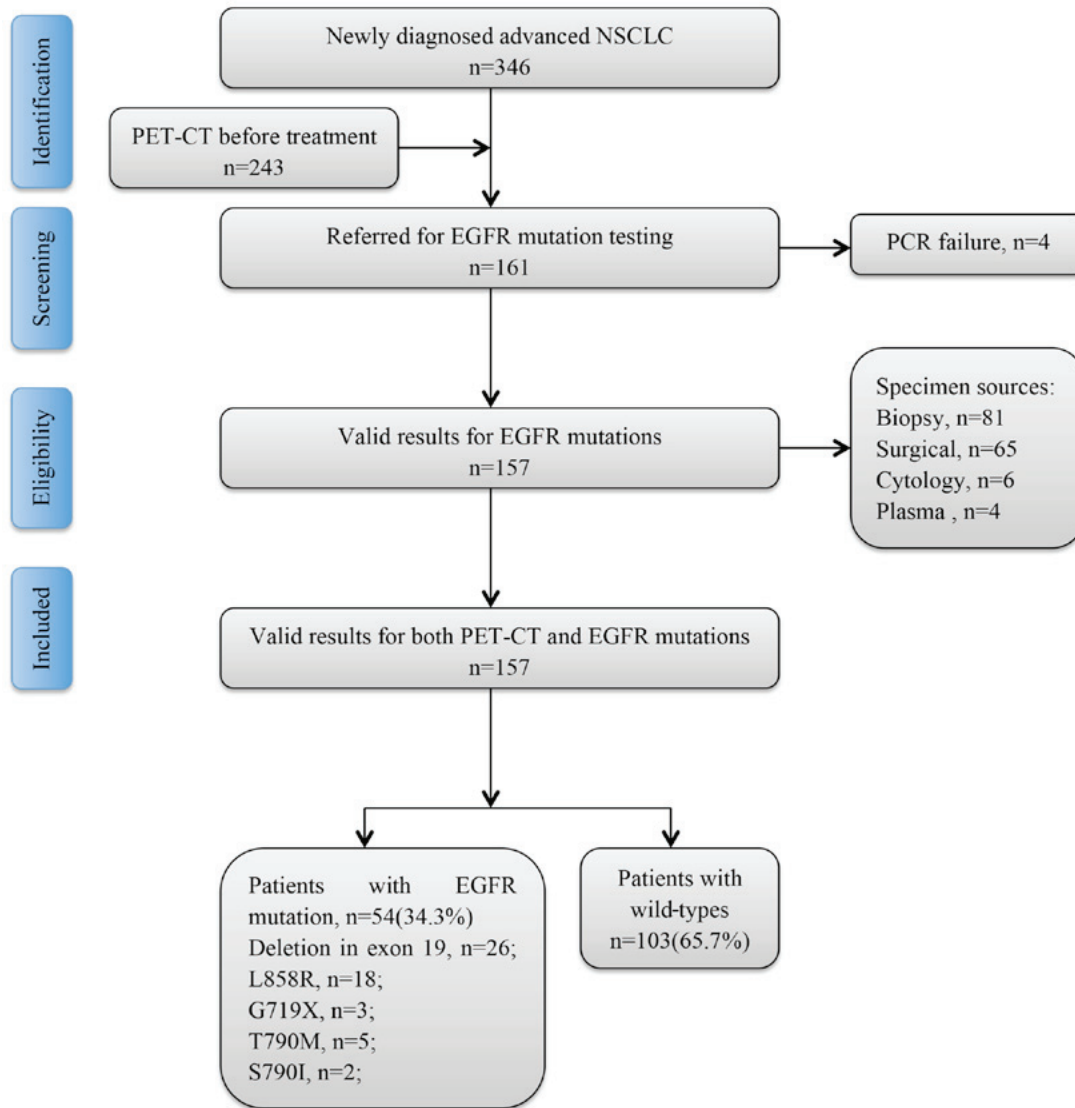 Identification
Newly diagnosed advanced NSCLC
n=346
PET-CT before treatment
n=243
Screening
Referred for EGFR mutation testing
n=161
PCR failure, n=4
Eligibility
Valid results for EGFR mutations
n=157
Specimen sources:
Biopsy, n=81
Surgical, n=65
Cytology, n=6
Plasma , n=4
Included
Valid results for both PET-CT and EGFR mutations
n=157
Patients with EGFR
mutation, n=54(34.3%)
Deletion in exon 19, n=26;
L858R, n=18;
G719X, n=3;
T790M, n=5;
S790I, n=2;
Patients with
wild-types
n=103(65.7%)